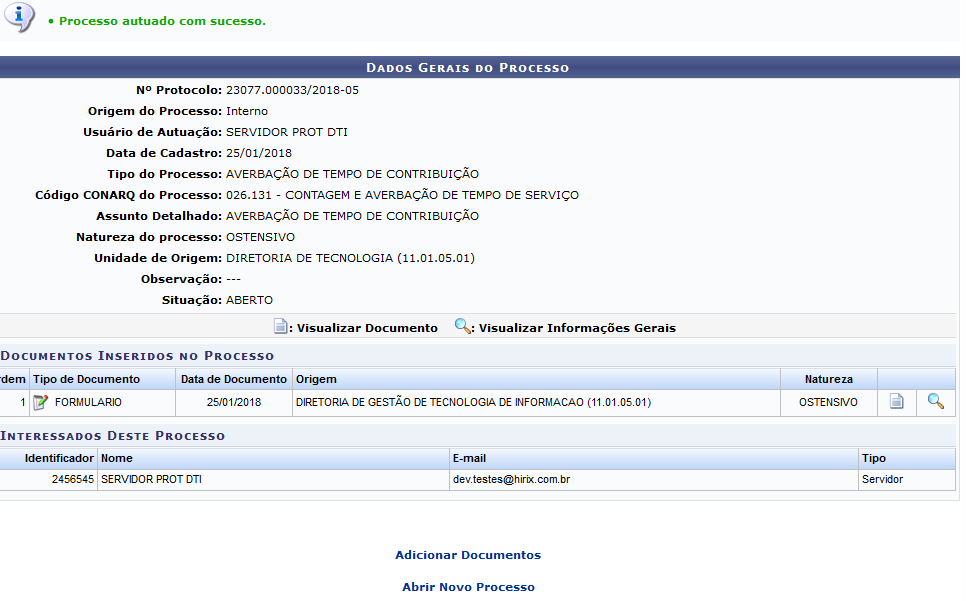 • Processo autuado com sucesso.
Dados Gerais do Processo
Nº Protocolo: 23077.000033/2018-05
Origem do Processo: Interno
Usuário de Autuação: SERVIDOR PROT DTI
Data de Cadastro: 25/01/2018
Tipo do Processo: AVERBAÇÃO DE TEMPO DE CONTRIBUIÇÃO
Código CONARQ do Processo: 026.131 - CONTAGEM E AVERBAÇÃO DE TEMPO DE SERVIÇO
Assunto Detalhado: AVERBAÇÃO DE TEMPO DE CONTRIBUIÇÃO
Natureza do processo: OSTENSIVO
Unidade de Origem: DIRETORIA DE TECNOLOGIA (11.01.05.01)
Observação: ---
Situação: ABERTO
: Visualizar Documento : Visualizar Informações Gerais
Documentos Inseridos no Processo
rdem Tipo de Documento Data de Documento Origem Natureza
1 FORMULARIO 25/01/2018 DIRETORIA DE GESTÃO DE TECNOLOGIA DE INFORMACAO (11.01.05.01) OSTENSIVO
Interessados Deste Processo
Identificador Nome E-mail Tipo
2456545 SERVIDOR PROT DTI dev.testes@hirix.com.br Servidor
Adicionar Documentos
Abrir Novo Processo